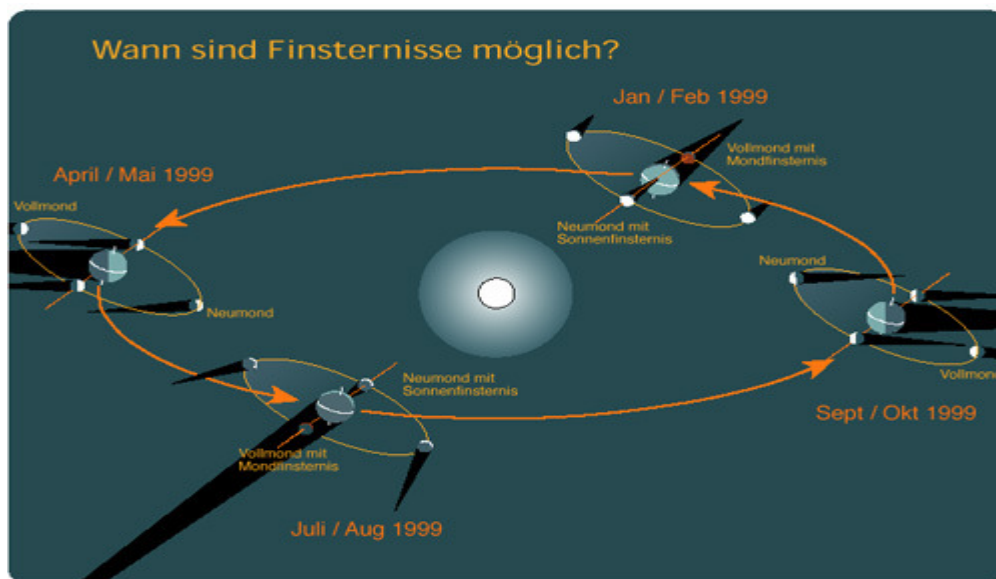 Wann sind Finsternisse möglich?
Jan / Feb 1999
Vollmond mit
Mondfinsternis
Neumond mit
Sonnenfinsternis
April / Mai 1999
Vollmond
Neumond
Neumond
Vollmond
Sept / Okt 1999
Neumond mit
Sonnenfinsternis
Vollmond mit
Mondfinsternis
Juli / Aug 1999